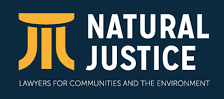 NATURAL
JUSTICE
LAWYERS FOR COMMUNITIES AND THE ENVIRONMENT